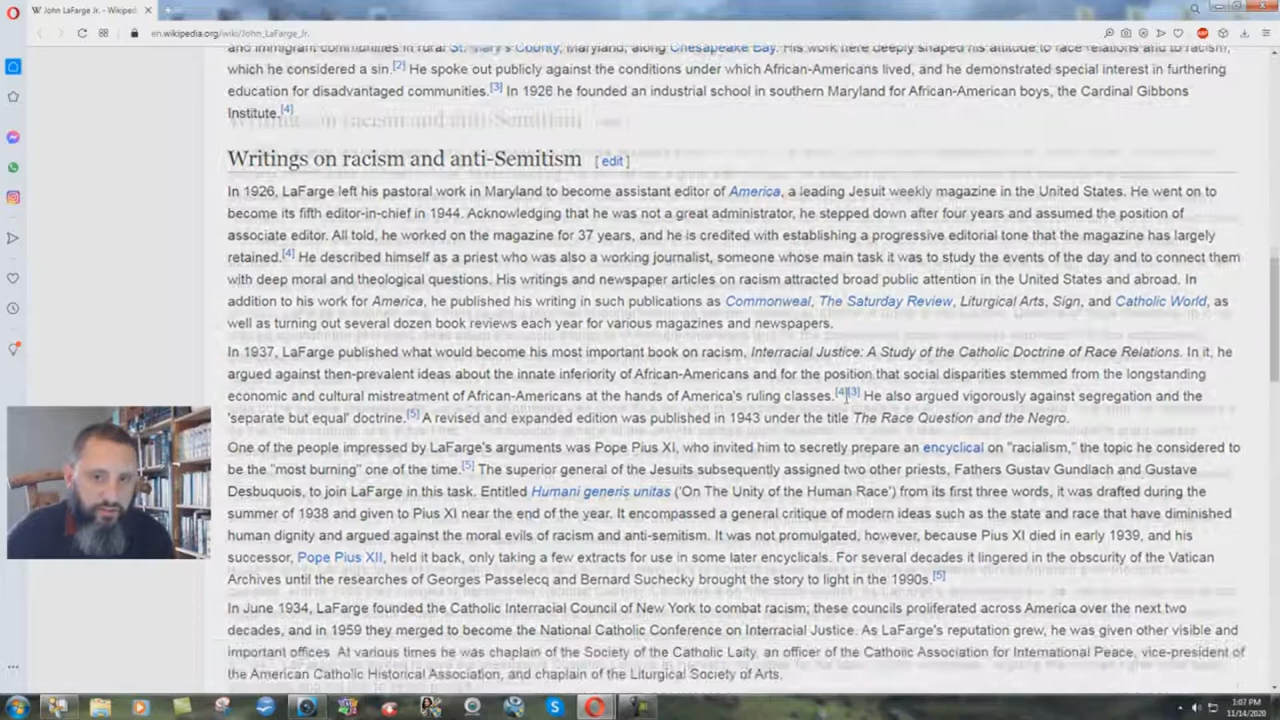 John LaFarge Jr. - Wikiped
en.wikipedia.org/wiki/John_LaFarge_Jr.
and immigrant communities in rural St. Mary's County, Maryland, along Chesapeake Bay. His work here deeply shaped his attitude to race relations and to racism,
which he considered a sin.[2] He spoke out publicly against the conditions under which African-Americans lived, and he demonstrated special interest in furthering
education for disadvantaged communities.[3] In 1926 he founded an industrial school in southern Maryland for African-American boys, the Cardinal Gibbons
Institute.[4]
Writings on racism and anti-Semitism [ edit ]
In 1926, LaFarge left his pastoral work in Maryland to become assistant editor of America, a leading Jesuit weekly magazine in the United States. He went on to
become its fifth editor-in-chief in 1944. Acknowledging that he was not a great administrator, he stepped down after four years and assumed the position of
associate editor. All told, he worked on the magazine for 37 years, and he is credited with establishing a progressive editorial tone that the magazine has largely
retained.[4] He described himself as a priest who was also a working journalist, someone whose main task it was to study the events of the day and to connect them
with deep moral and theological questions. His writings and newspaper articles on racism attracted broad public attention in the United States and abroad. In
addition to his work for America, he published his writing in such publications as Commonweal, The Saturday Review, Liturgical Arts, Sign, and Catholic World, as
well as turning out several dozen book reviews each year for various magazines and newspapers.
In 1937, LaFarge published what would become his most important book on racism, Interracial Justice: A Study of the Catholic Doctrine of Race Relations. In it, he
argued against then-prevalent ideas about the innate inferiority of African-Americans and for the position that social disparities stemmed from the longstanding
economic and cultural mistreatment of African-Americans at the hands of America's ruling classes.[4][3] He also argued vigorously against segregation and the
'separate but equal' doctrine.[5] A revised and expanded edition was published in 1943 under the title The Race Question and the Negro.
One of the people impressed by LaFarge's arguments was Pope Pius XI, who invited him to secretly prepare an encyclical on "racialism," the topic he considered to
be the "most burning" one of the time.[5] The superior general of the Jesuits subsequently assigned two other priests, Fathers Gustav Gundlach and Gustave
Desbuquois, to join LaFarge in this task. Entitled Humani generis unitas ('On The Unity of the Human Race') from its first three words, it was drafted during the
summer of 1938 and given to Pius XI near the end of the year. It encompassed a general critique of modern ideas such as the state and race that have diminished
human dignity and argued against the moral evils of racism and anti-semitism. It was not promulgated, however, because Pius XI died in early 1939, and his
successor, Pope Pius XII, held it back, only taking a few extracts for use in some later encyclicals. For several decades it lingered in the obscurity of the Vatican
Archives until the researches of Georges Passelecq and Bernard Suchecky brought the story to light in the 1990s.[5]
In June 1934, LaFarge founded the Catholic Interracial Council of New York to combat racism; these councils proliferated across America over the next two
decades, and in 1959 they merged to become the National Catholic Conference on Interracial Justice. As LaFarge's reputation grew, he was given other visible and
important offices. At various times he was chaplain of the Society of the Catholic Laity, an officer of the Catholic Association for International Peace, vice-president of
the American Catholic Historical Association, and chaplain of the Liturgical Society of Arts.
1:07 PM
11/14/2020